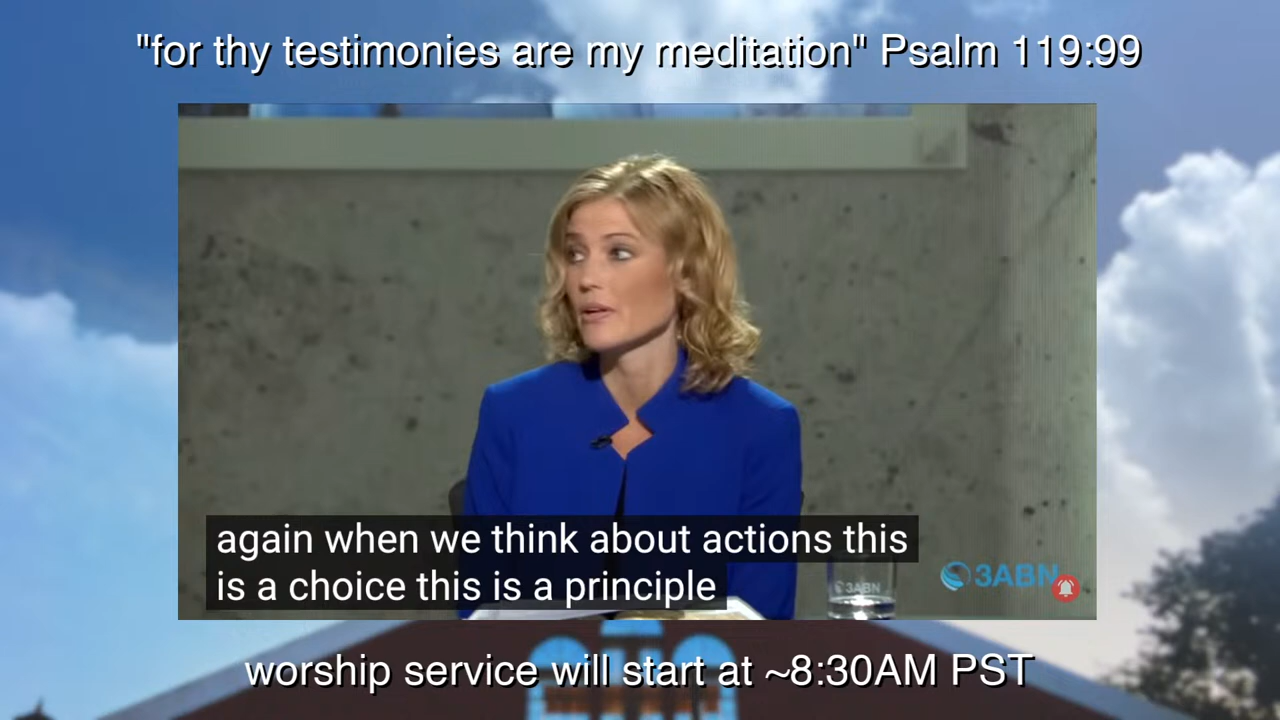 "for thy testimonies are my meditation" Psalm 119:99
again when we think about actions this
is a choice this is a principle
3ABN
3ABN
worship service will start at ~8:30AM PST